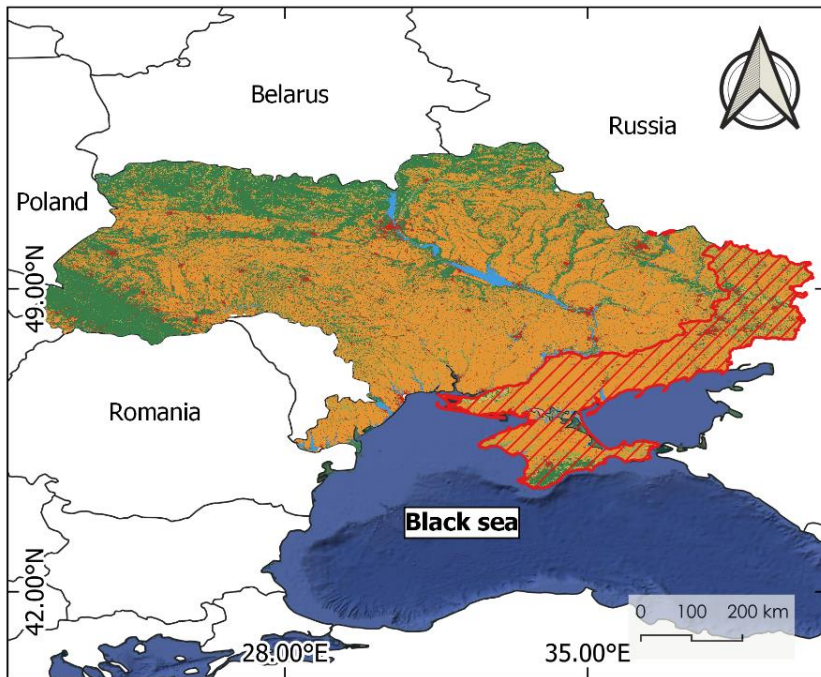 Belarus
Russia
Poland
49.00°N
Romania
Black sea
42.00°N
0 100 200 km
28.00°E
35.00°E